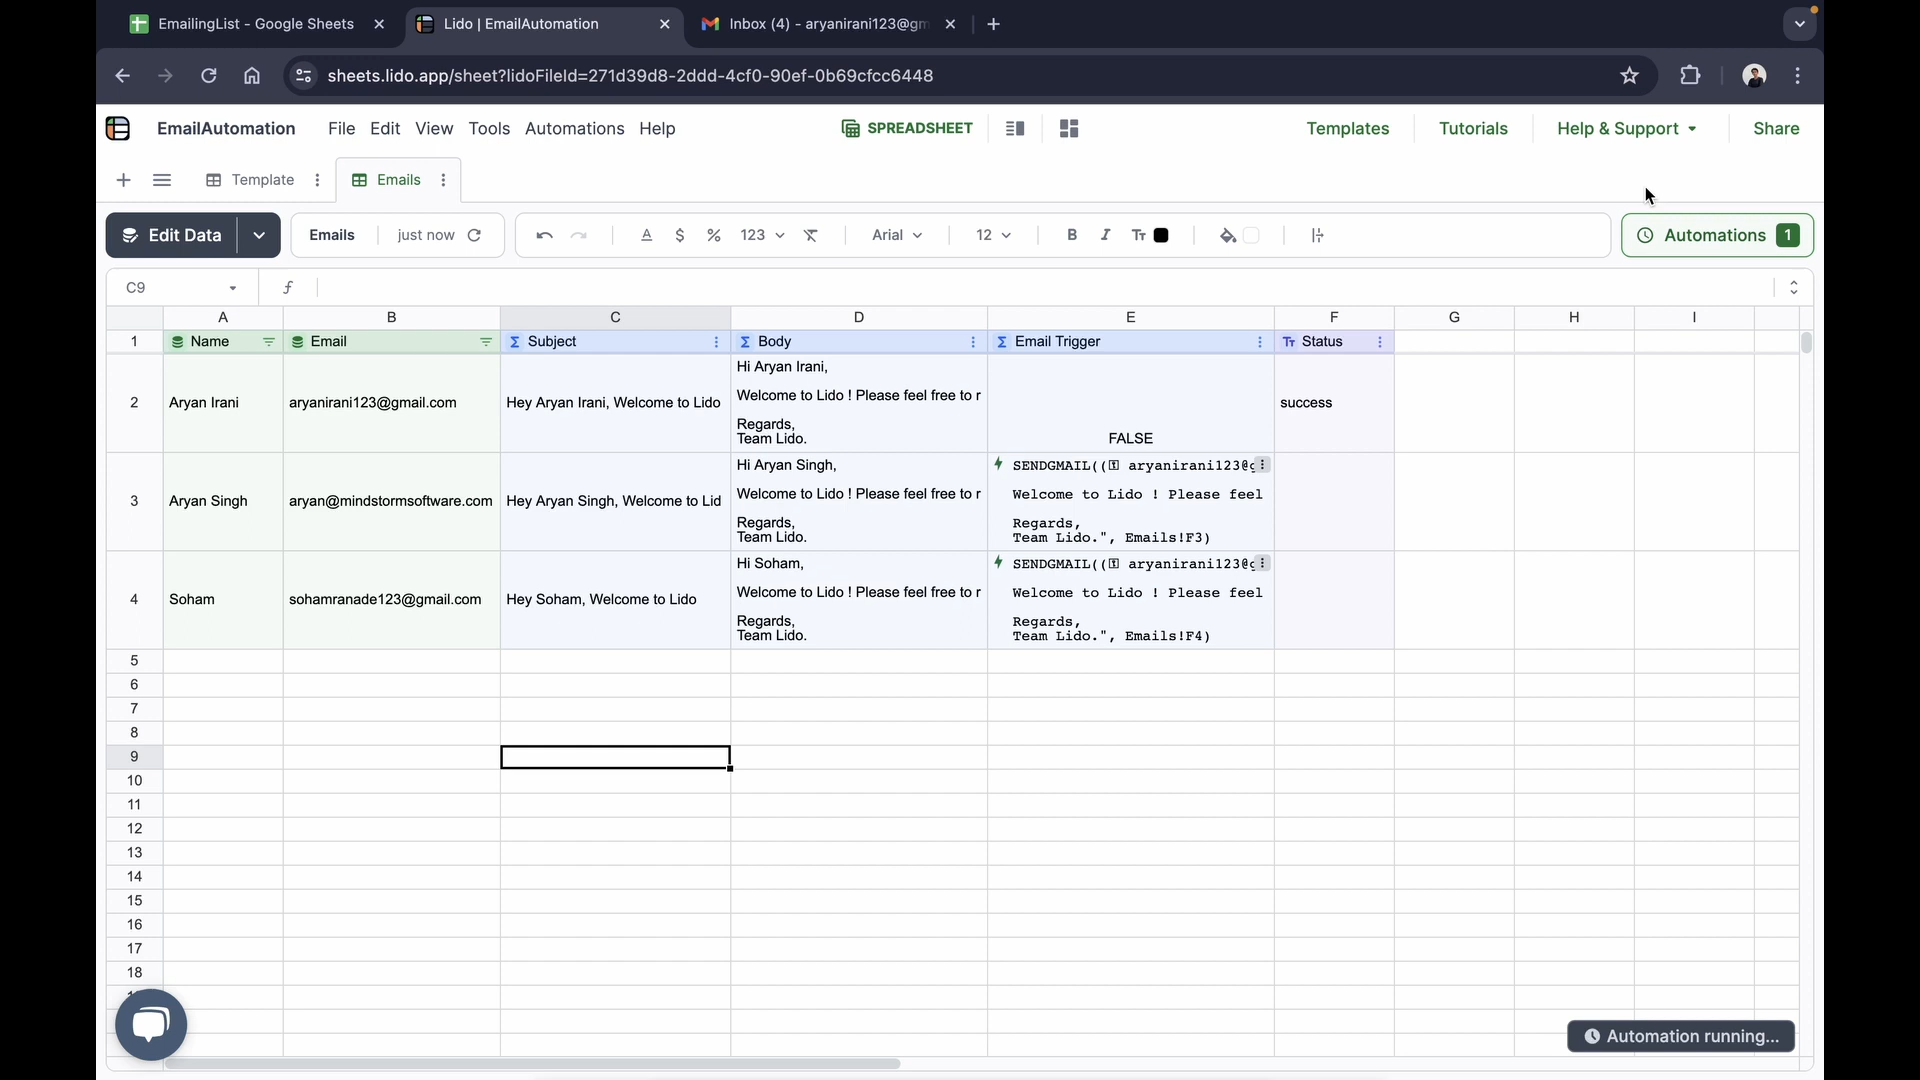 EmailingList - Google Sheets
Lido | EmailAutomation
Inbox (4) - aryanirani123@gm
sheets.lido.app/sheet?lidoFileId=271d39d8-2ddd-4cf0-90ef-0b69cfcc6448
EmailAutomation File Edit View Tools Automations Help SPREADSHEET Templates Tutorials Help & Support Share
Template Emails
Edit Data Emails just now $ % 123 Arial 12 B I Tт Automations 1
C9 f
A B C D E F G H I
1 Name Email Σ Subject Σ Body Σ Email Trigger Tт Status
2 Aryan Irani aryanirani123@gmail.com Hey Aryan Irani, Welcome to Lido
Hi Aryan Irani,
Welcome to Lido ! Please feel free to r
Regards,
Team Lido.
FALSE
success
3 Aryan Singh aryan@mindstormsoftware.com Hey Aryan Singh, Welcome to Lid
Hi Aryan Singh,
Welcome to Lido ! Please feel free to r
Regards,
Team Lido.
SENDGMAIL(( aryanirani123@g
Welcome to Lido ! Please feel
Regards,
Team Lido.", Emails!F3)
4 Soham sohamranade123@gmail.com Hey Soham, Welcome to Lido
Hi Soham,
Welcome to Lido ! Please feel free to r
Regards,
Team Lido.
SENDGMAIL(( aryanirani123@g
Welcome to Lido ! Please feel
Regards,
Team Lido.", Emails!F4)
5
6
7
8
9
10
11
12
13
14
15
16
17
18
Automation running...